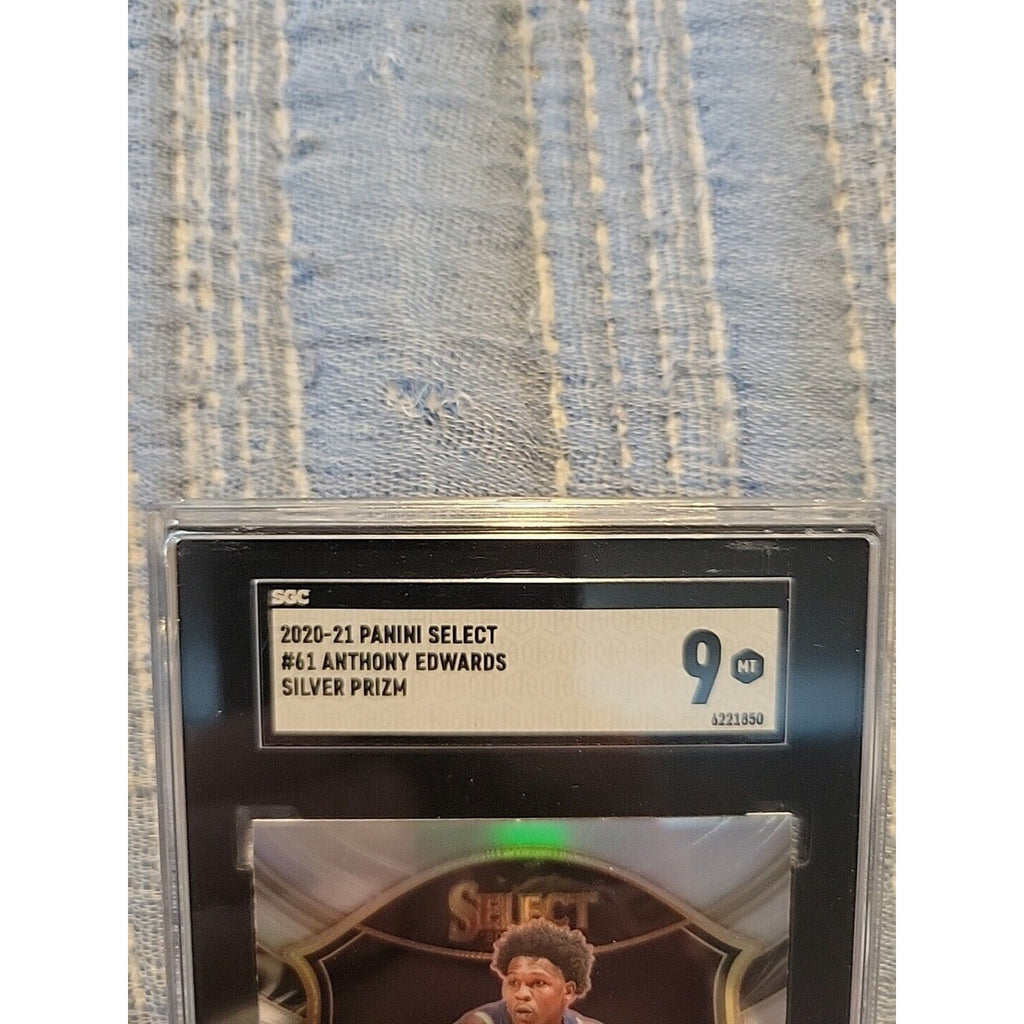 SGC
2020-21 PANINI SELECT
#61 ANTHONY EDWARDS
SILVER PRIZM
9 MT
6221850
SELECT